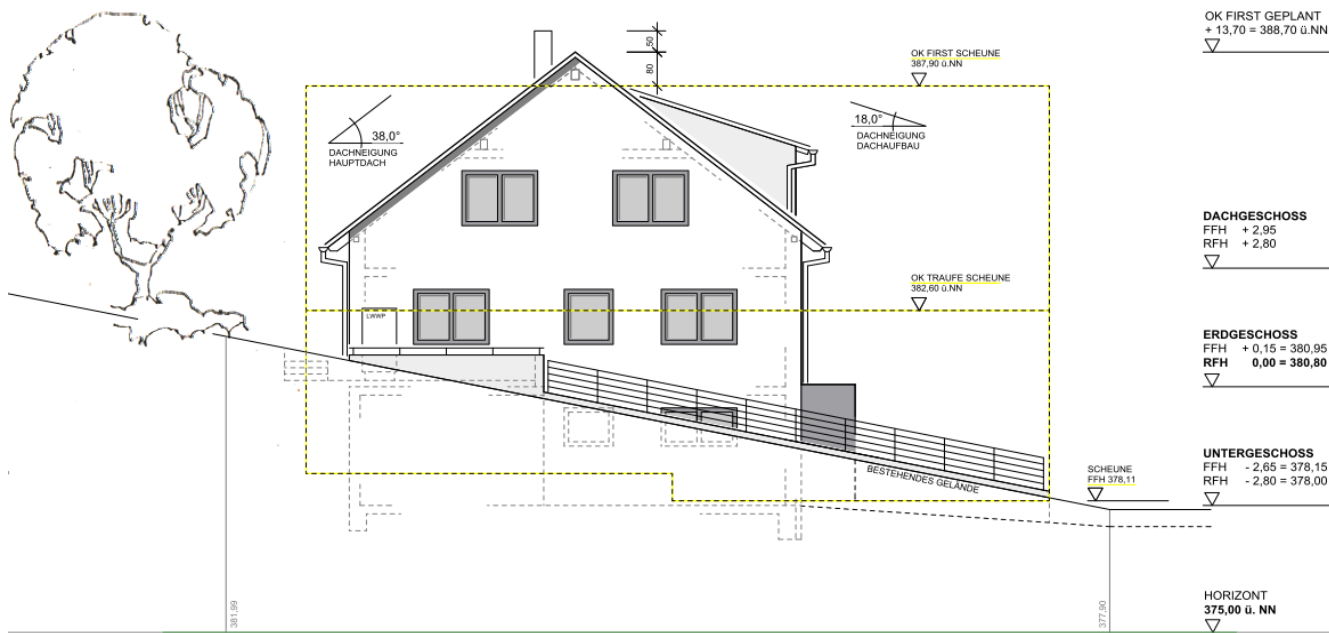 OK FIRST GEPLANT
+ 13,70 = 388,70 ü.NN
50
80
OK FIRST SCHEUNE
387,90 ü.NN
38,0°
DACHNEIGUNG
HAUPTDACH
18,0°
DACHNEIGUNG
DACHAUFBAU
DACHGESCHOSS
FFH + 2,95
RFH + 2,80
OK TRAUFE SCHEUNE
382,60 ü.NN
LWWP
ERDGESCHOSS
FFH + 0,15 = 380,95
RFH 0,00 = 380,80
UNTERGESCHOSS
FFH - 2,65 = 378,15
RFH - 2,80 = 378,00
BESTEHENDES GELÄNDE
SCHEUNE
FFH 378,11
381,99
377,90
HORIZONT
375,00 ü. NN